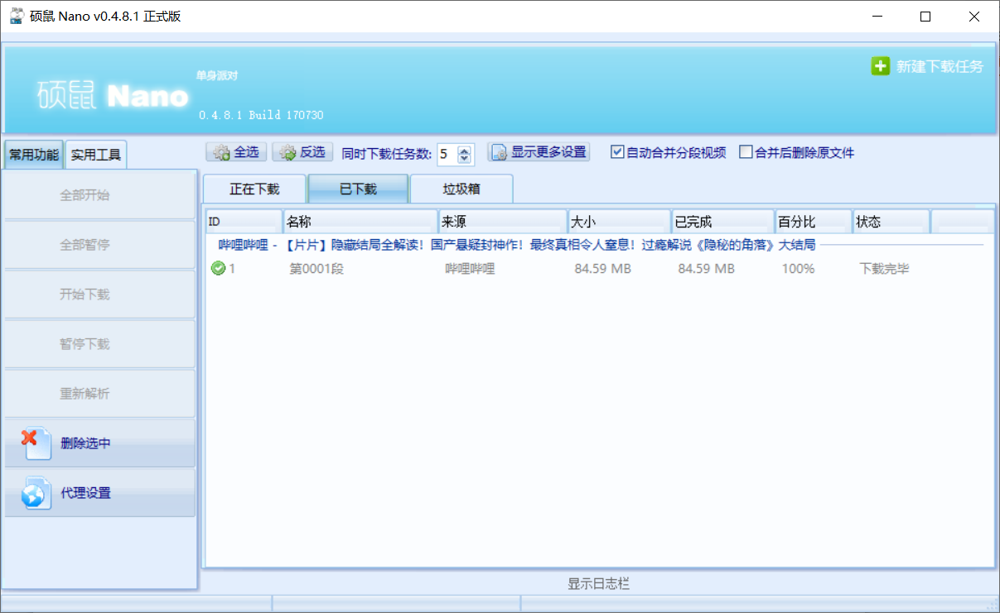 硕鼠 Nano v0.4.8.1 正式版
单身派对
新建下载任务
硕鼠 Nano
0.4.8.1 Build 170730
常用功能 实用工具
全选 反选 同时下载任务数: 5 显示更多设置 自动合并分段视频 合并后删除原文件
正在下载 已下载 垃圾箱
全部开始
全部暂停
开始下载
暂停下载
重新解析
删除选中
代理设置
ID 名称 来源 大小 已完成 百分比 状态
哔哩哔哩 - 【片片】隐藏结局全解读！国产悬疑封神作！最终真相令人窒息！过瘾解说《隐秘的角落》大结局
1 第0001段 哔哩哔哩 84.59 MB 84.59 MB 100% 下载完毕
显示日志栏